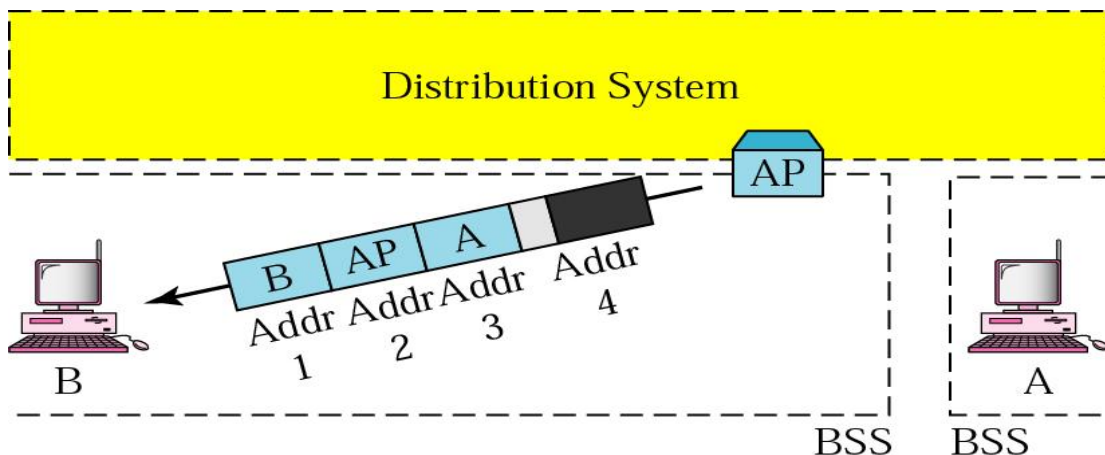 Distribution System
AP
B AP A
Addr Addr Addr Addr
1 2 3 4
B
A
BSS BSS